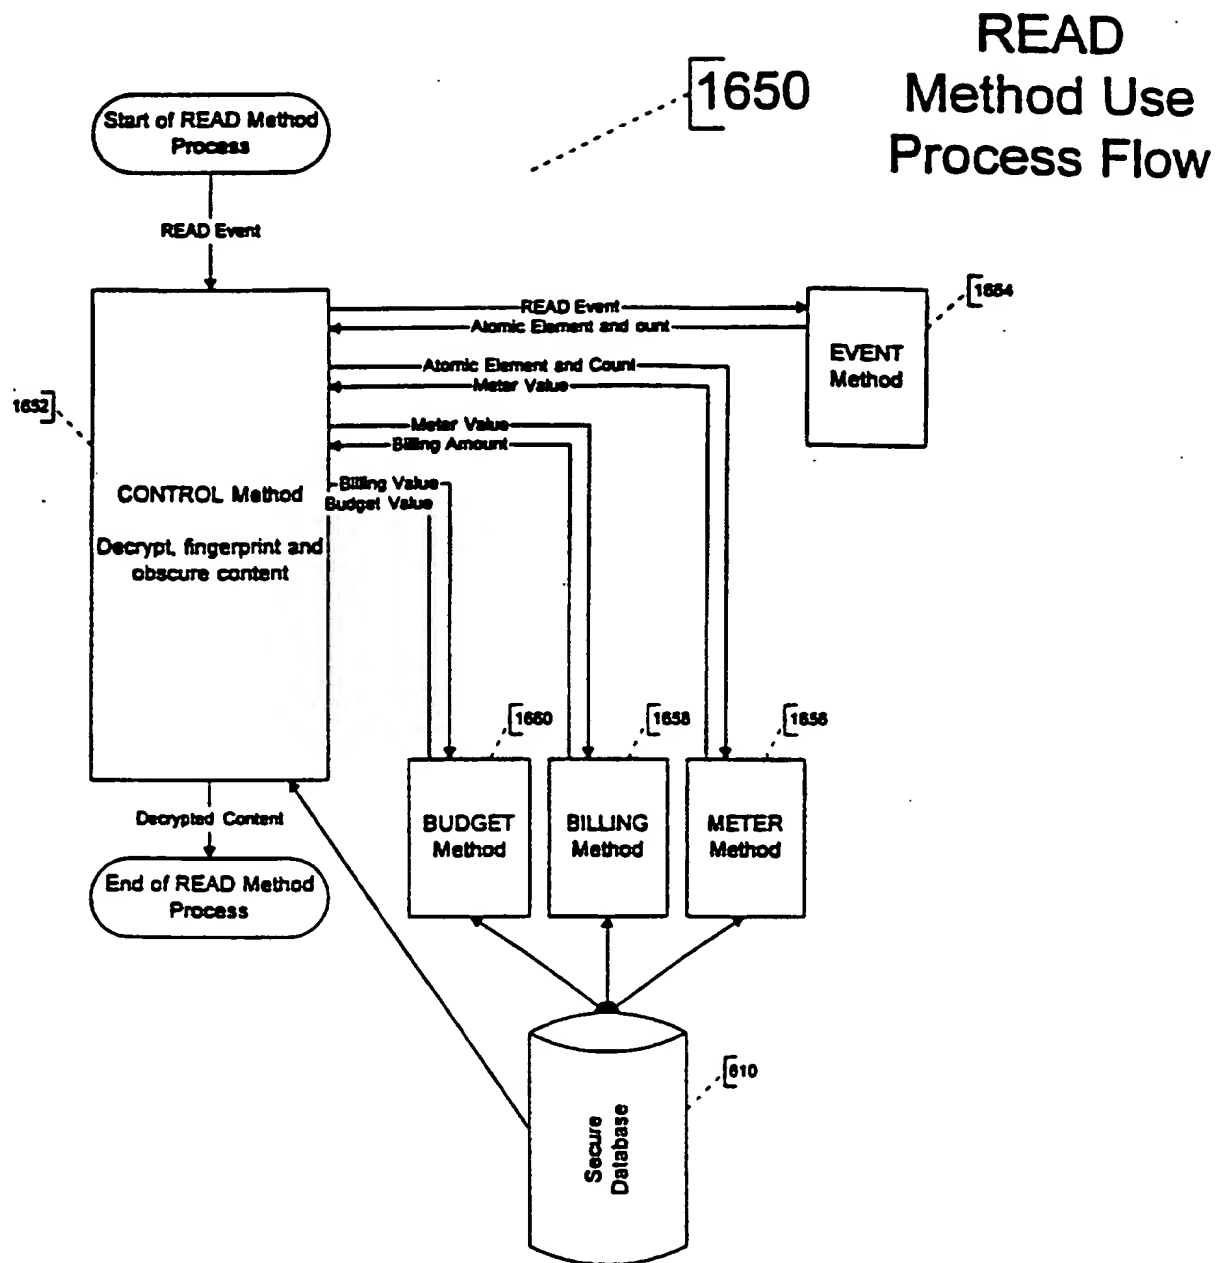 READ
Method Use
Process Flow
1650
Start of READ Method
Process
READ Event
READ Event
Atomic Element and ount
1654
EVENT
Method
Atomic Element and Count
Meter Value
1652
Meter Value
Billing Amount
Billing Value
Budget Value
CONTROL Method
Decrypt, fingerprint and
obscure content
1660
1658
1656
BUDGET
Method
BILLING
Method
METER
Method
Decrypted Content
End of READ Method
Process
610
Secure
Database